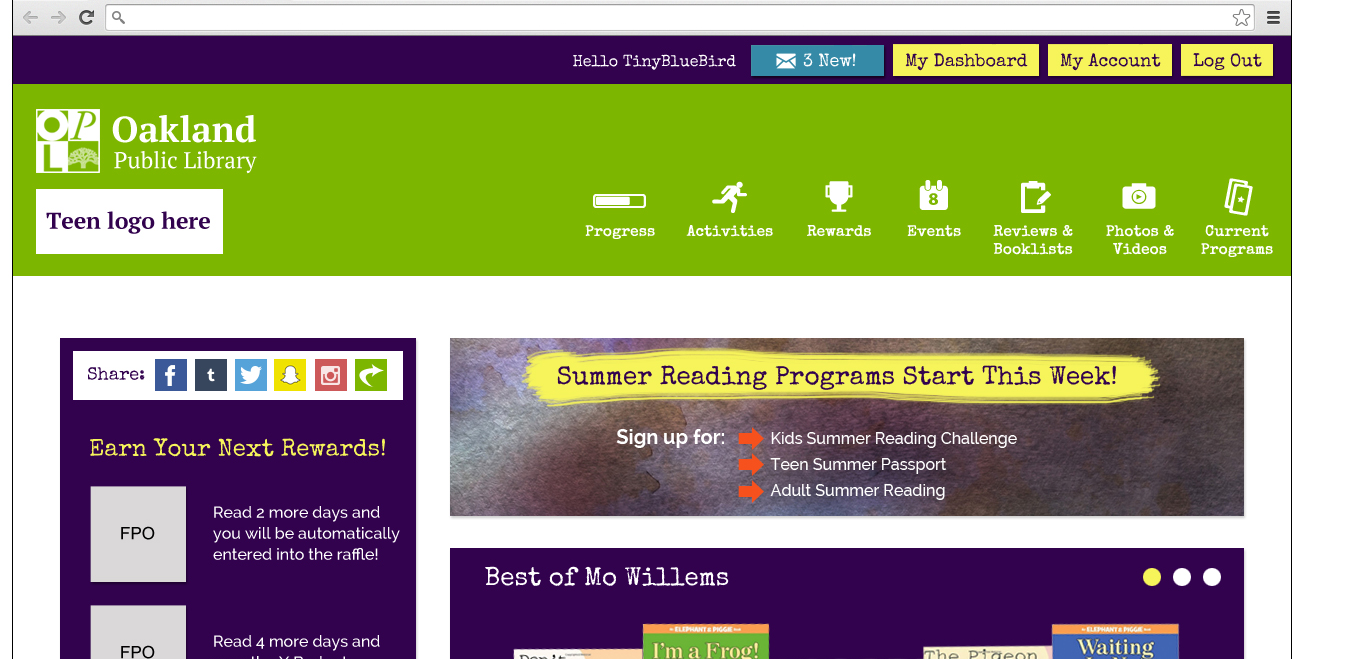 Hello TinyBlueBird
3 New!
My Dashboard
My Account
Log Out
OPL
Oakland
Public Library
Teen logo here
Progress
Activities
Rewards
8
Events
Reviews &
Booklists
Photos &
Videos
Current
Programs
Share:
f
t
Earn Your Next Rewards!
FPO
Read 2 more days and
you will be automatically
entered into the raffle!
FPO
Read 4 more days and
Summer Reading Programs Start This Week!
Sign up for:
Kids Summer Reading Challenge
Teen Summer Passport
Adult Summer Reading
Best of Mo Willems
Don't
ELEPHANT & PIGGIE
I'm a Frog!
The Pigeon
ELEPHANT & PIGGIE
Waiting